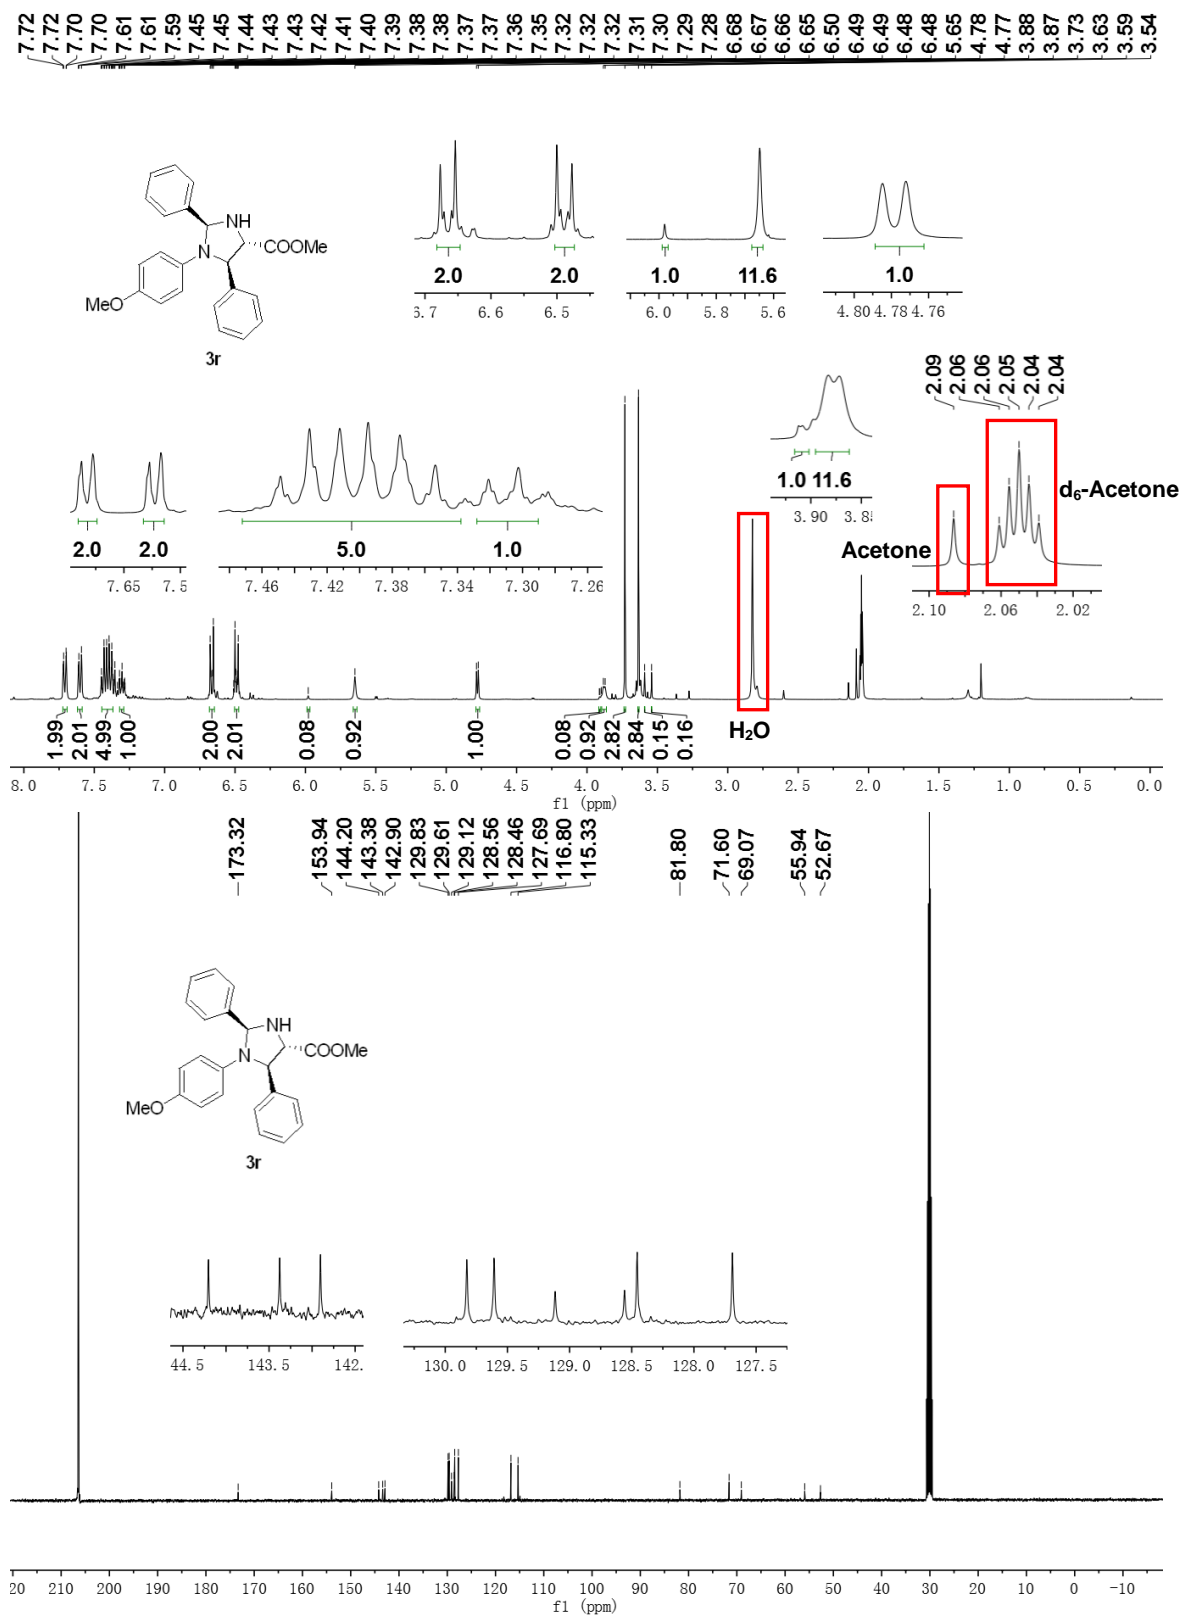 7.72 7.72 7.70 7.70 7.61 7.61 7.59 7.45 7.45 7.44 7.43 7.43 7.42 7.41 7.40 7.39 7.38 7.38 7.37 7.37 7.36 7.35 7.32 7.32 7.31 7.30 7.29 7.28 6.68 6.67 6.66 6.65 6.50 6.49 6.49 6.48 6.48 5.65 4.78 4.77 3.88 3.87 3.73 3.63 3.59 3.54
NH
N
COOMe
MeO
3r
2.0 2.0 1.0 11.6 1.0
6.6 6.5 6.0 5.8 5.6 4.80 4.78 4.76
2.09 2.06 2.06 2.05 2.04 2.04
2.0 2.0 5.0 1.0
7.65 7.5 7.46 7.42 7.38 7.34 7.30 7.26
1.0 11.6
3.90
Acetone
d6-Acetone
2.10 2.06 2.02
H2O
1.99 2.01 4.99 1.00 2.00 2.01 0.08 0.92 1.00 0.08 0.92 2.82 2.84 0.15 0.16
8.0 7.5 7.0 6.5 6.0 5.5 5.0 4.5 4.0 3.5 3.0 2.5 2.0 1.5 1.0 0.5 0.0
f1 (ppm)
173.32 153.94 144.20 143.38 142.90 129.83 129.61 129.12 128.56 128.46 127.69 116.80 115.33 81.80 71.60 69.07 55.94 52.67
NH
N
COOMe
MeO
3r
44.5 143.5 142. 130.0 129.5 129.0 128.5 128.0 127.5
20 210 200 190 180 170 160 150 140 130 120 110 100 90 80 70 60 50 40 30 20 10 0 -10
f1 (ppm)